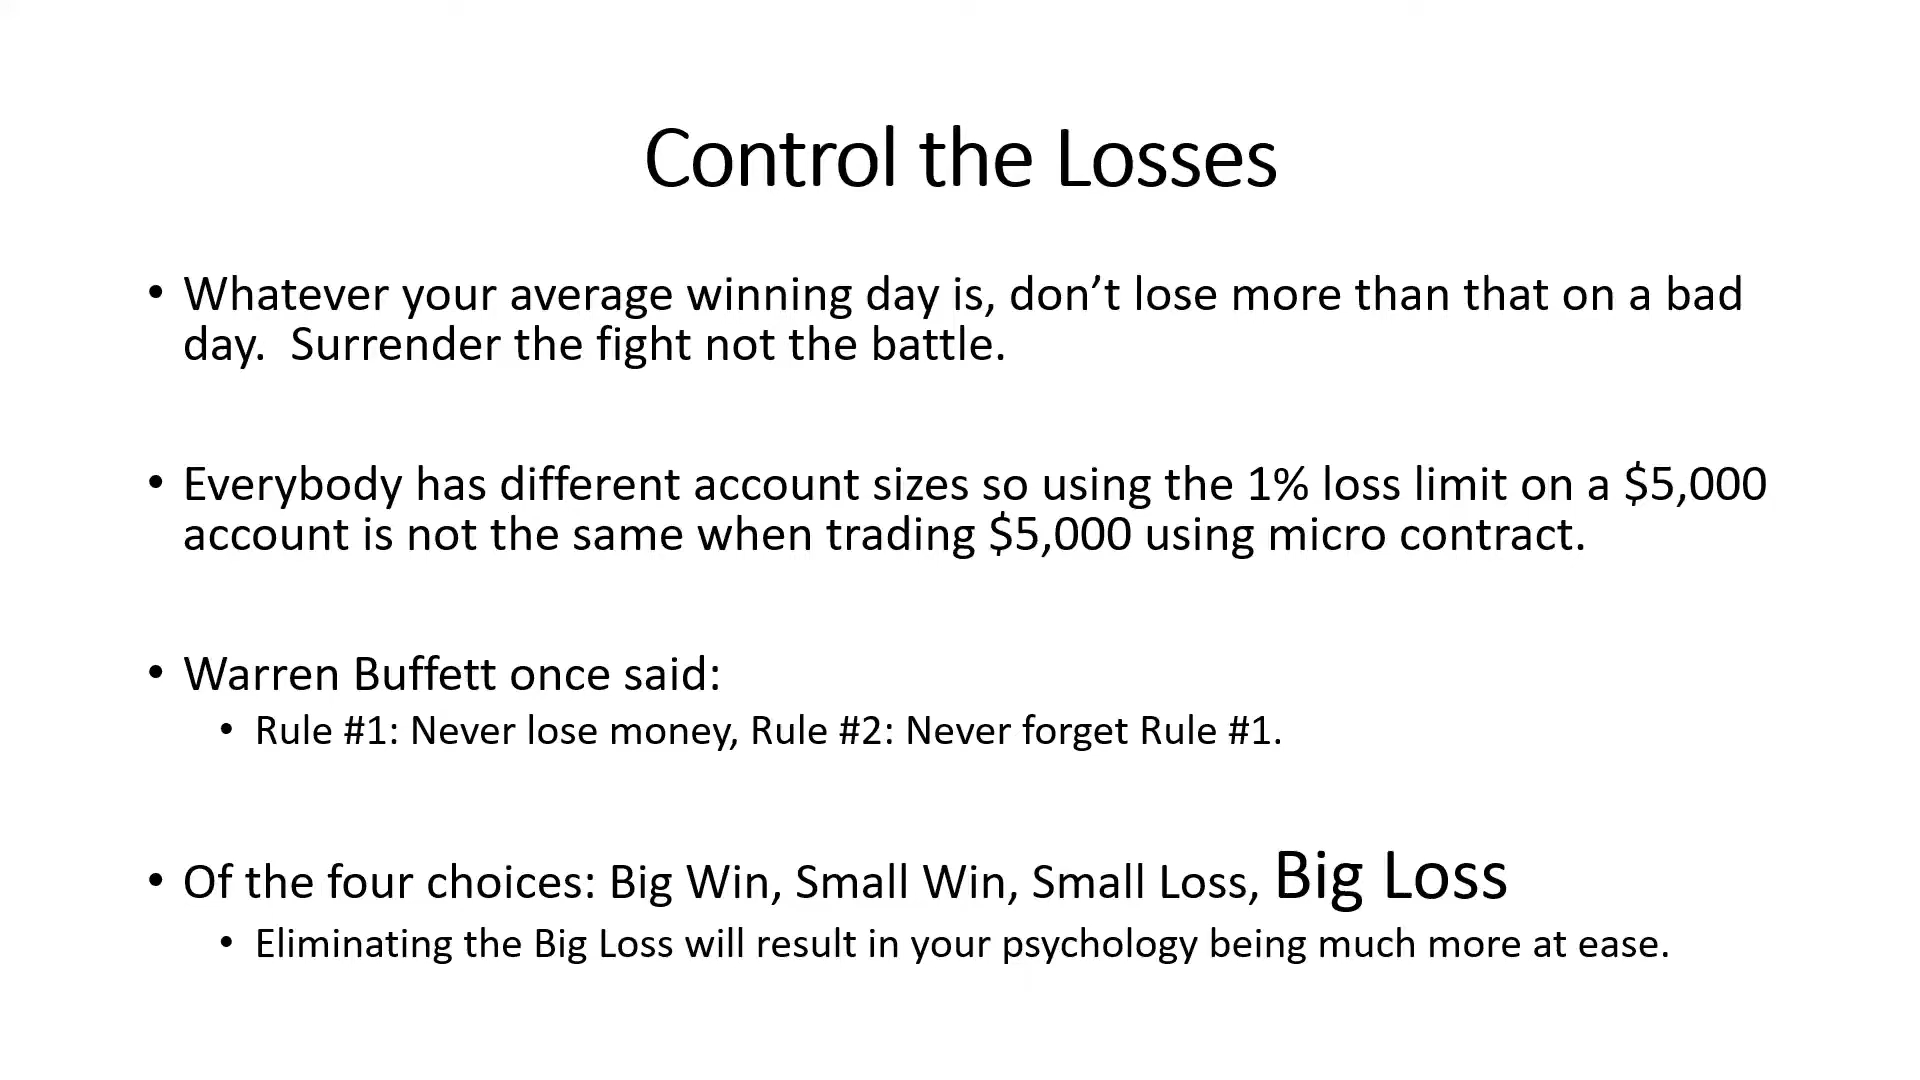 Control the Losses
• Whatever your average winning day is, don’t lose more than that on a bad
day.  Surrender the fight not the battle.
• Everybody has different account sizes so using the 1% loss limit on a $5,000
account is not the same when trading $5,000 using micro contract.
• Warren Buffett once said:
• Rule #1: Never lose money, Rule #2: Never forget Rule #1.
• Of the four choices: Big Win, Small Win, Small Loss, Big Loss
• Eliminating the Big Loss will result in your psychology being much more at ease.